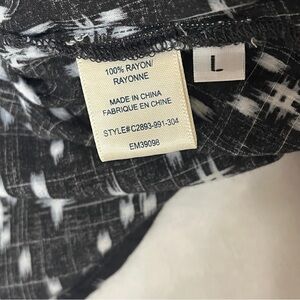 100% RAYON/
RAYONNE
MADE IN CHINA
FABRIQUE EN CHINE
STYLE#C2893-991-304
EM39098
L